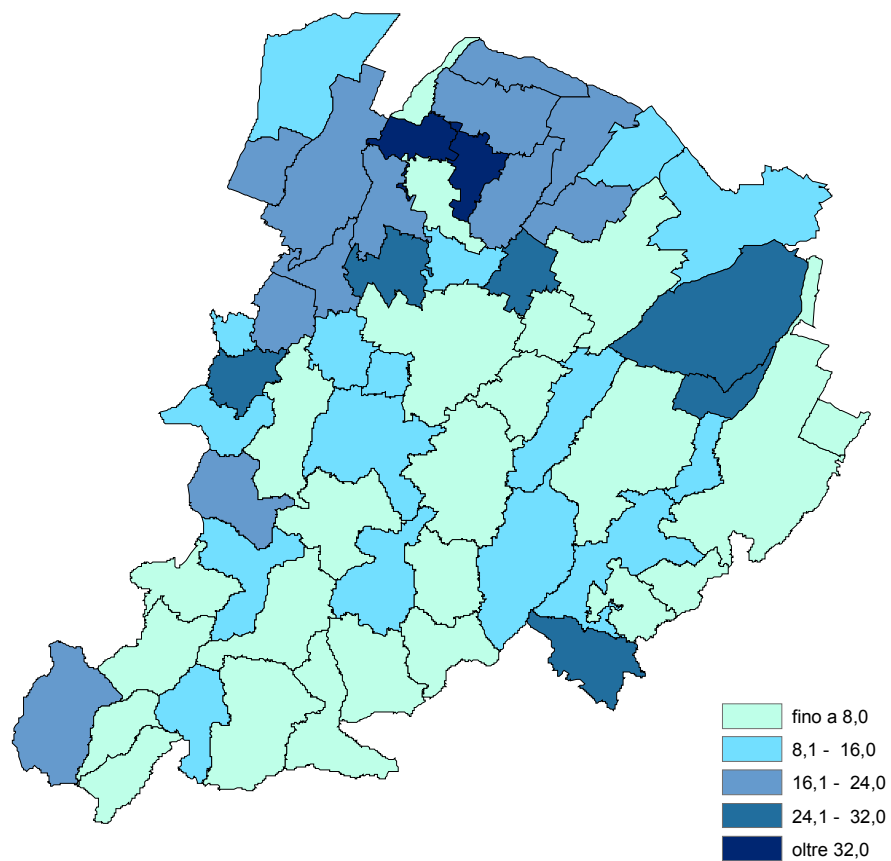 fino a 8,0
8,1 - 16,0
16,1 - 24,0
24,1 - 32,0
oltre 32,0